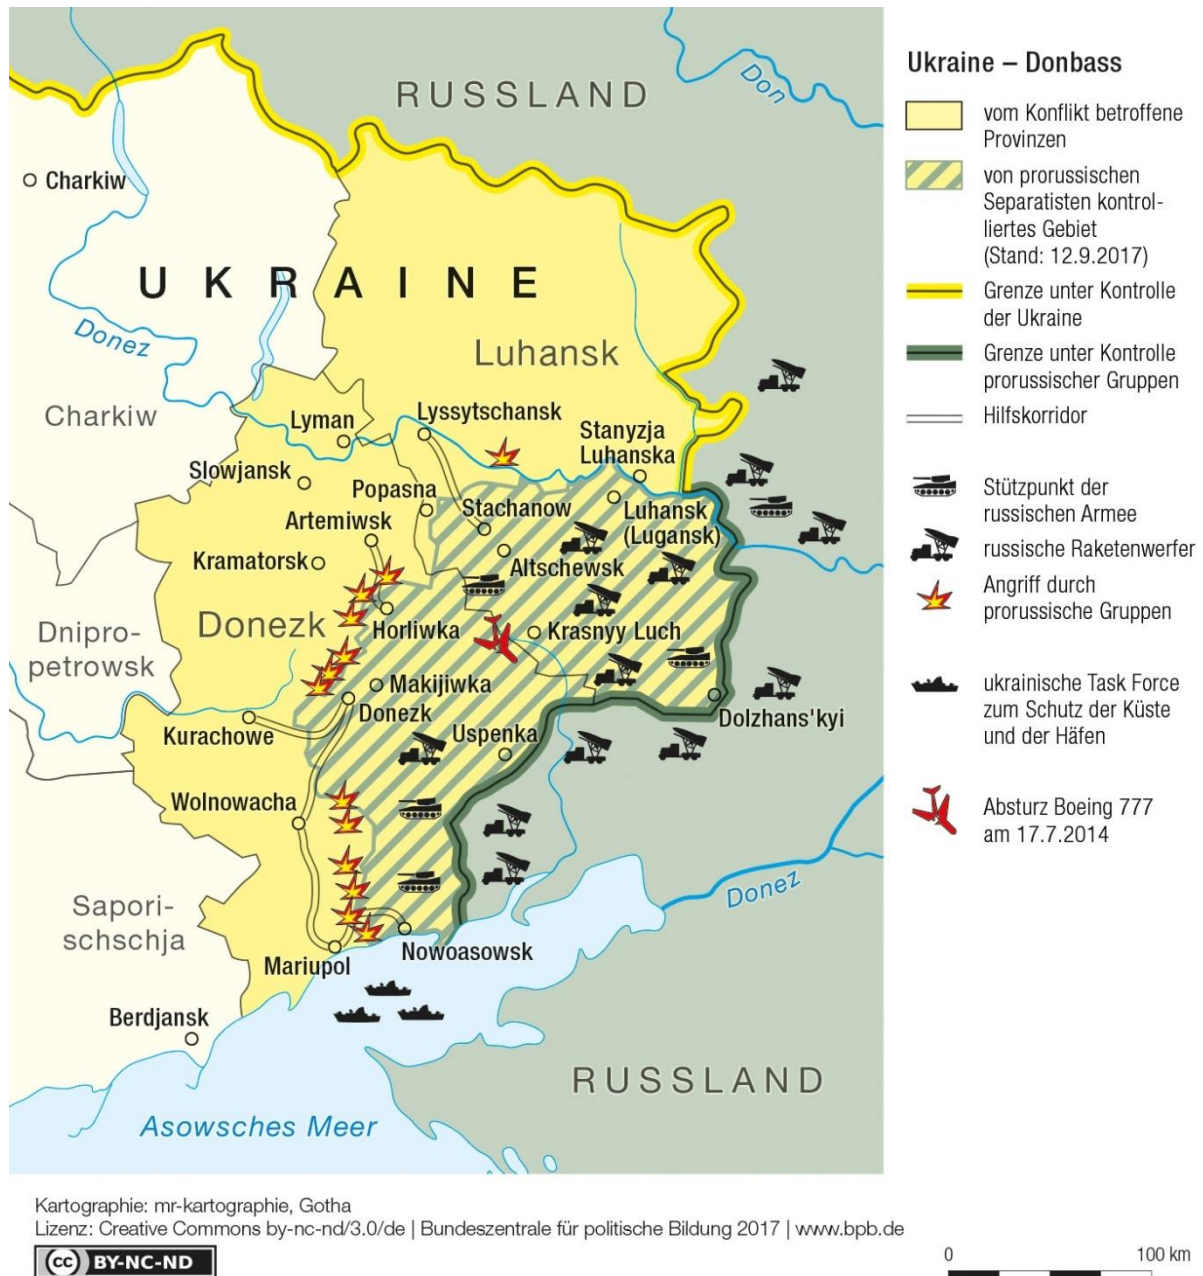 RUSSLAND
Don
Charkiw
UKRAINE
Donez
Luhansk
Charkiw
Lyman
Lyssytschansk
Stanyzja
Luhanska
Slowjansk
Popasna
Stachanow
Luhansk
(Lugansk)
Artemiwsk
Kramatorsk
Altschewsk
Donezk
Horliwka
Krasnyy Luch
Dnipro-
petrowsk
Makijiwka
Donezk
Dolzhans'kyi
Kurachowe
Uspenka
Wolnowacha
Donez
Sapori-
schschja
Mariupol
Nowoasowsk
Berdjansk
RUSSLAND
Asowsches Meer
Ukraine – Donbass
vom Konflikt betroffene
Provinzen
von prorussischen
Separatisten kontrol-
liertes Gebiet
(Stand: 12.9.2017)
Grenze unter Kontrolle
der Ukraine
Grenze unter Kontrolle
prorussischer Gruppen
Hilfskorridor
Stützpunkt der
russischen Armee
russische Raketenwerfer
Angriff durch
prorussische Gruppen
ukrainische Task Force
zum Schutz der Küste
und der Häfen
Absturz Boeing 777
am 17.7.2014
Kartographie: mr-kartographie, Gotha
Lizenz: Creative Commons by-nc-nd/3.0/de | Bundeszentrale für politische Bildung 2017 | www.bpb.de
cc BY-NC-ND
0 100 km